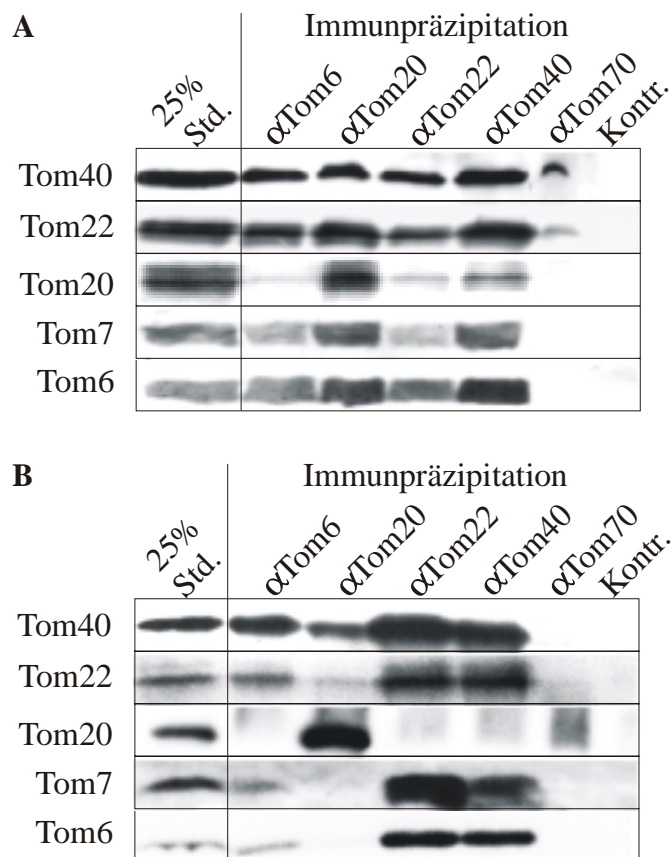 A
Immunpräzipitation
25% Std.
αTom6
αTom20
αTom22
αTom40
αTom70
Kontr.
Tom40
Tom22
Tom20
Tom7
Tom6
B
Immunpräzipitation
25% Std.
αTom6
αTom20
αTom22
αTom40
αTom70
Kontr.
Tom40
Tom22
Tom20
Tom7
Tom6